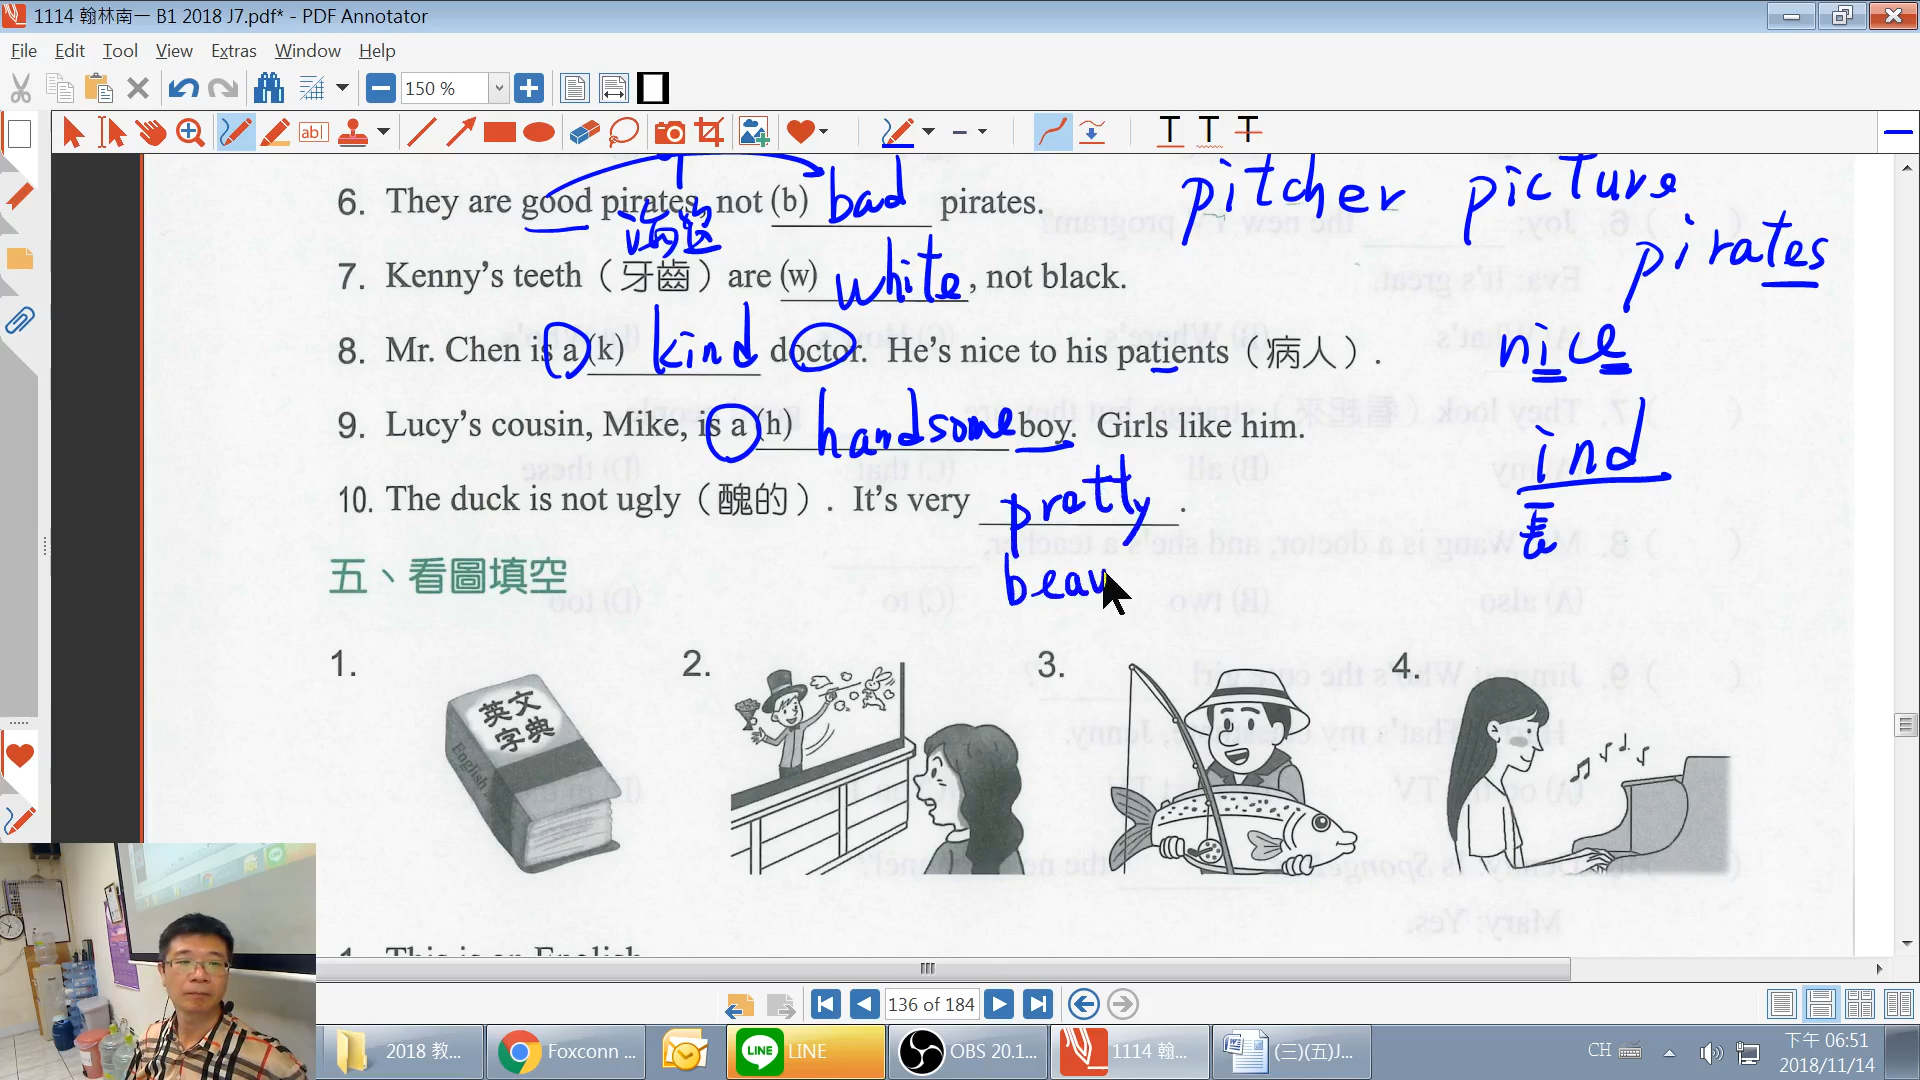 1114 翰林南一 B1 2018 J7.pdf* - PDF Annotator
File Edit Tool View Extras Window Help
150 %
pitcher picture
6. They are good pirates, not (b) bad pirates.
海盜
pirates
7. Kenny's teeth（牙齒）are (w) white, not black.
8. Mr. Chen is a (k) kind doctor. He's nice to his patients（病人）.
nice
9. Lucy's cousin, Mike, is a (h) handsome boy. Girls like him.
ind
長
10. The duck is not ugly（醜的）. It's very pretty.
beau
五、看圖填空
1. 2. 3. 4.
英文
字典
English
1. This is an English
136 of 184
2018 教...
Foxconn ...
LINE
OBS 20.1...
1114 翰...
(三)(五)J...
CH
下午 06:51
2018/11/14